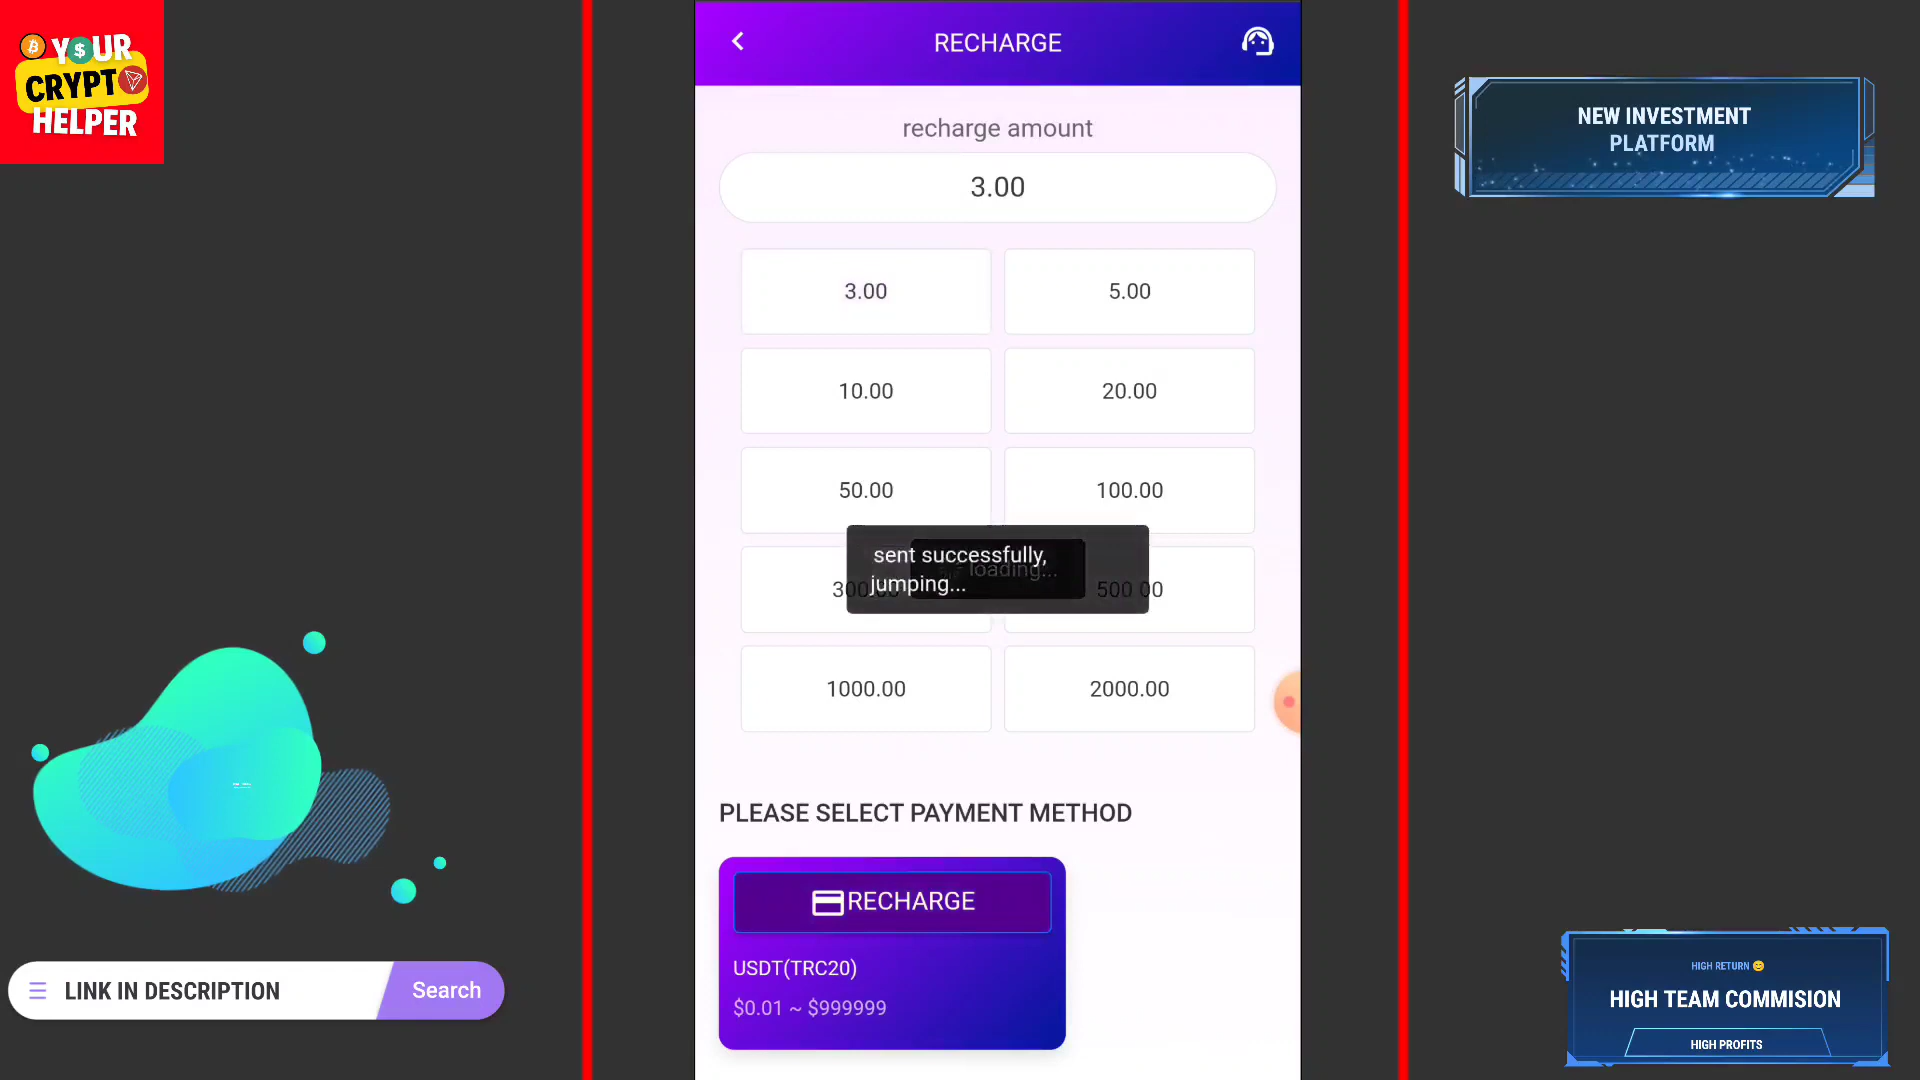 YOUR
CRYPTO
HELPER
RECHARGE
recharge amount
3.00
3.00
5.00
10.00
20.00
50.00
100.00
sent successfully,
jumping...
loading...
500.00
1000.00
2000.00
PLEASE SELECT PAYMENT METHOD
RECHARGE
USDT(TRC20)
$0.01 ~ $999999
NEW INVESTMENT
PLATFORM
LINK IN DESCRIPTION
Search
HIGH RETURN 😊
HIGH TEAM COMMISION
HIGH PROFITS